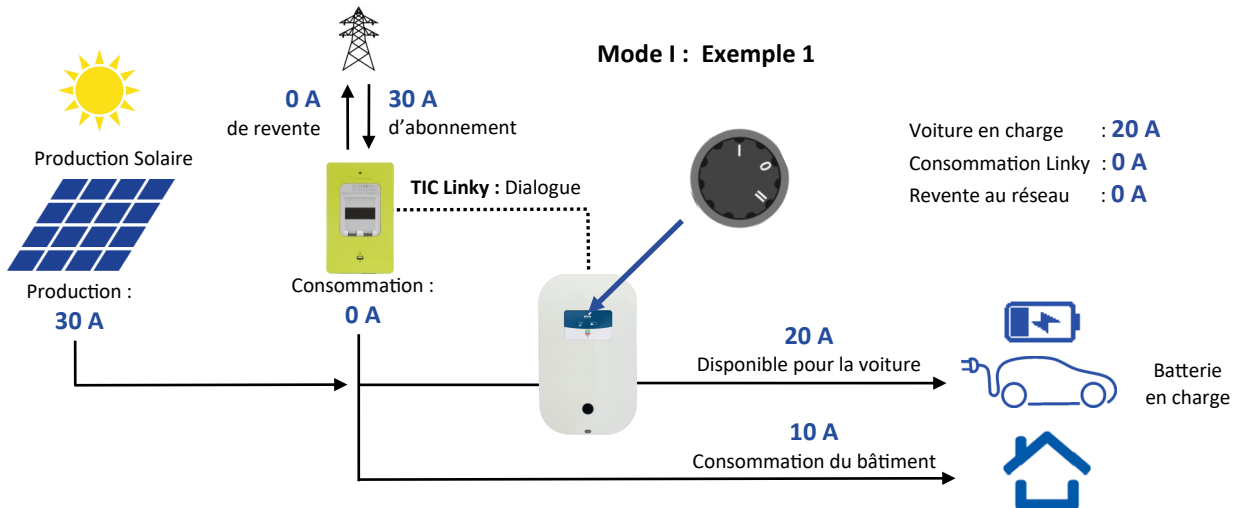 Mode I : Exemple 1
0 A
de revente
30 A
d'abonnement
Production Solaire
Voiture en charge : 20 A
Consommation Linky : 0 A
Revente au réseau : 0 A
I
0
II
TIC Linky : Dialogue
Production :
30 A
Consommation :
0 A
20 A
Disponible pour la voiture
Batterie
en charge
10 A
Consommation du bâtiment